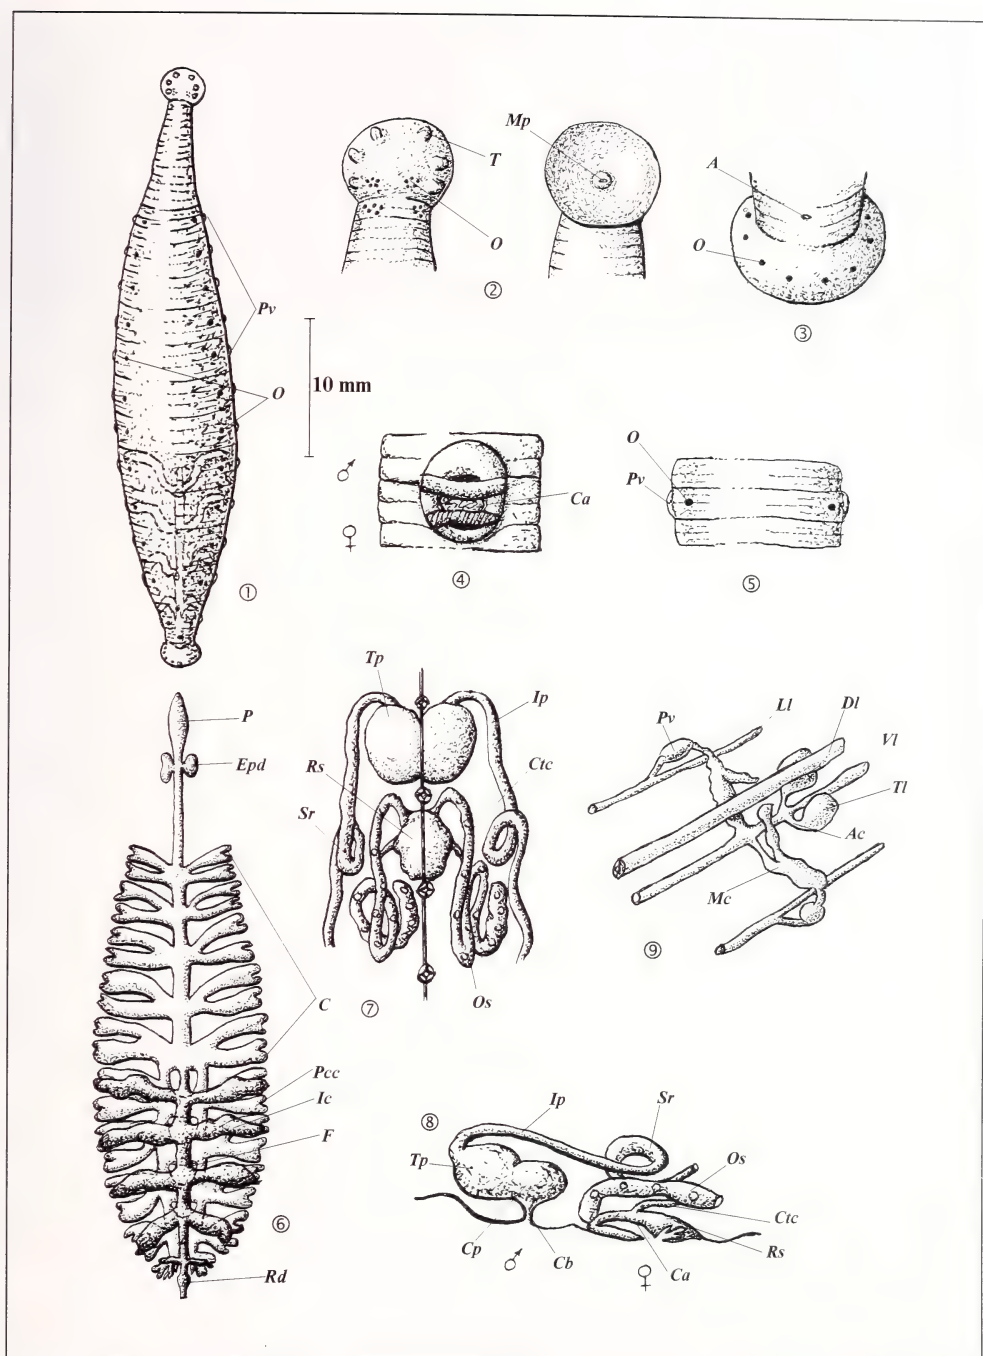 Mp
T
O
②
A
O
③
Pv
O
10 mm
①
♂
♀
Ca
④
O
Pv
⑤
P
Epd
C
Pcc
Ic
F
⑥
Rd
Tp
Ip
Rs
Ctc
Sr
Os
⑦
Pv
Ll
Dl
Vl
Tl
Ac
Mc
⑨
⑧
Ip
Sr
Tp
Os
Ctc
Cp
♂
Cb
♀
Ca
Rs